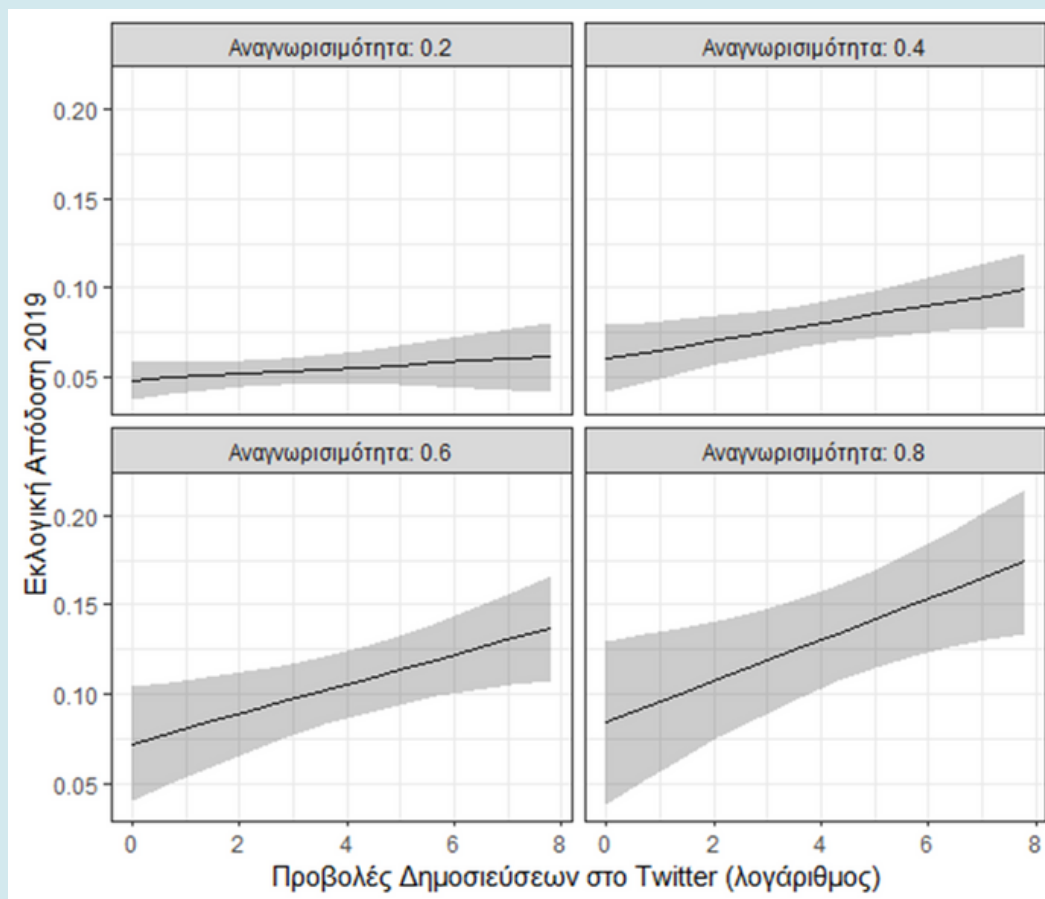 Αναγνωρισιμότητα: 0.2
Αναγνωρισιμότητα: 0.4
0.20
0.15
0.10
0.05
Αναγνωρισιμότητα: 0.6
Αναγνωρισιμότητα: 0.8
0.20
0.15
0.10
0.05
Εκλογική Απόδοση 2019
0 2 4 6 8 0 2 4 6 8
Προβολές Δημοσιεύσεων στο Twitter (λογάριθμος)